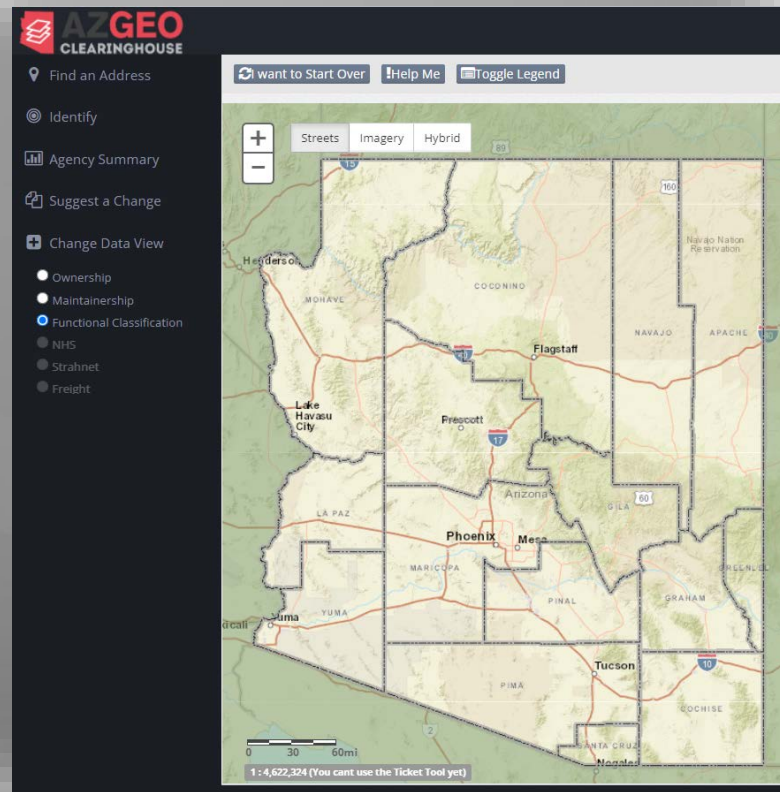 AZGEO
CLEARINGHOUSE
Find an Address
Identify
Agency Summary
Suggest a Change
Change Data View
Ownership
Maintainership
Functional Classification
NHS
Strahnet
Freight
I want to Start Over
!Help Me
Toggle Legend
+
−
Streets
Imagery
Hybrid
89
15
160
Henderson
Navajo Nation
Reservation
COCONINO
MOHAVE
NAVAJO
APACHE
40
Flagstaff
Lake
Havasu
City
Prescott
17
Arizona
GILA
60
LA PAZ
Phoenix
Mesa
MARICOPA
GREENLEE
PINAL
GRAHAM
YUMA
Yuma
xicali
Tucson
10
PIMA
COCHISE
2
SANTA CRUZ
Nogales
0 30 60mi
1 : 4,622,324 (You cant use the Ticket Tool yet)